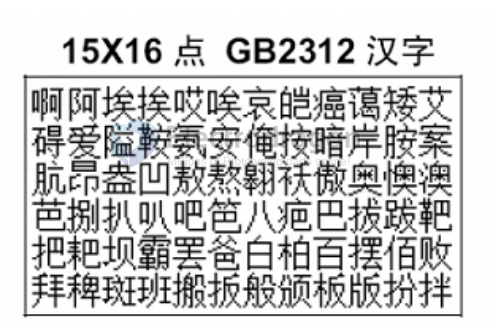 15X16 点 GB2312 汉字
啊阿埃挨哎唉哀皑癌蔼矮艾
碍爱隘鞍氨安俺按暗岸胺案
肮昂盎凹敖熬翱袄傲奥懊澳
芭捌扒叭吧笆八疤巴拔跋靶
把耙坝霸罢爸白柏百摆佰败
拜稗斑班搬扳般颁板版扮拌